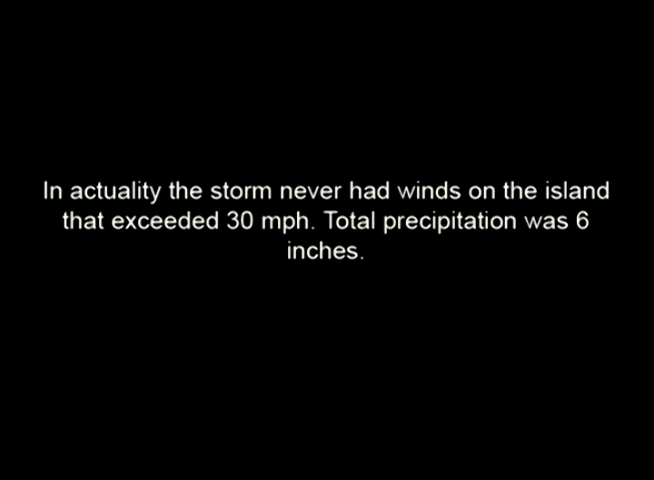 In actuality the storm never had winds on the island
that exceeded 30 mph. Total precipitation was 6
inches.